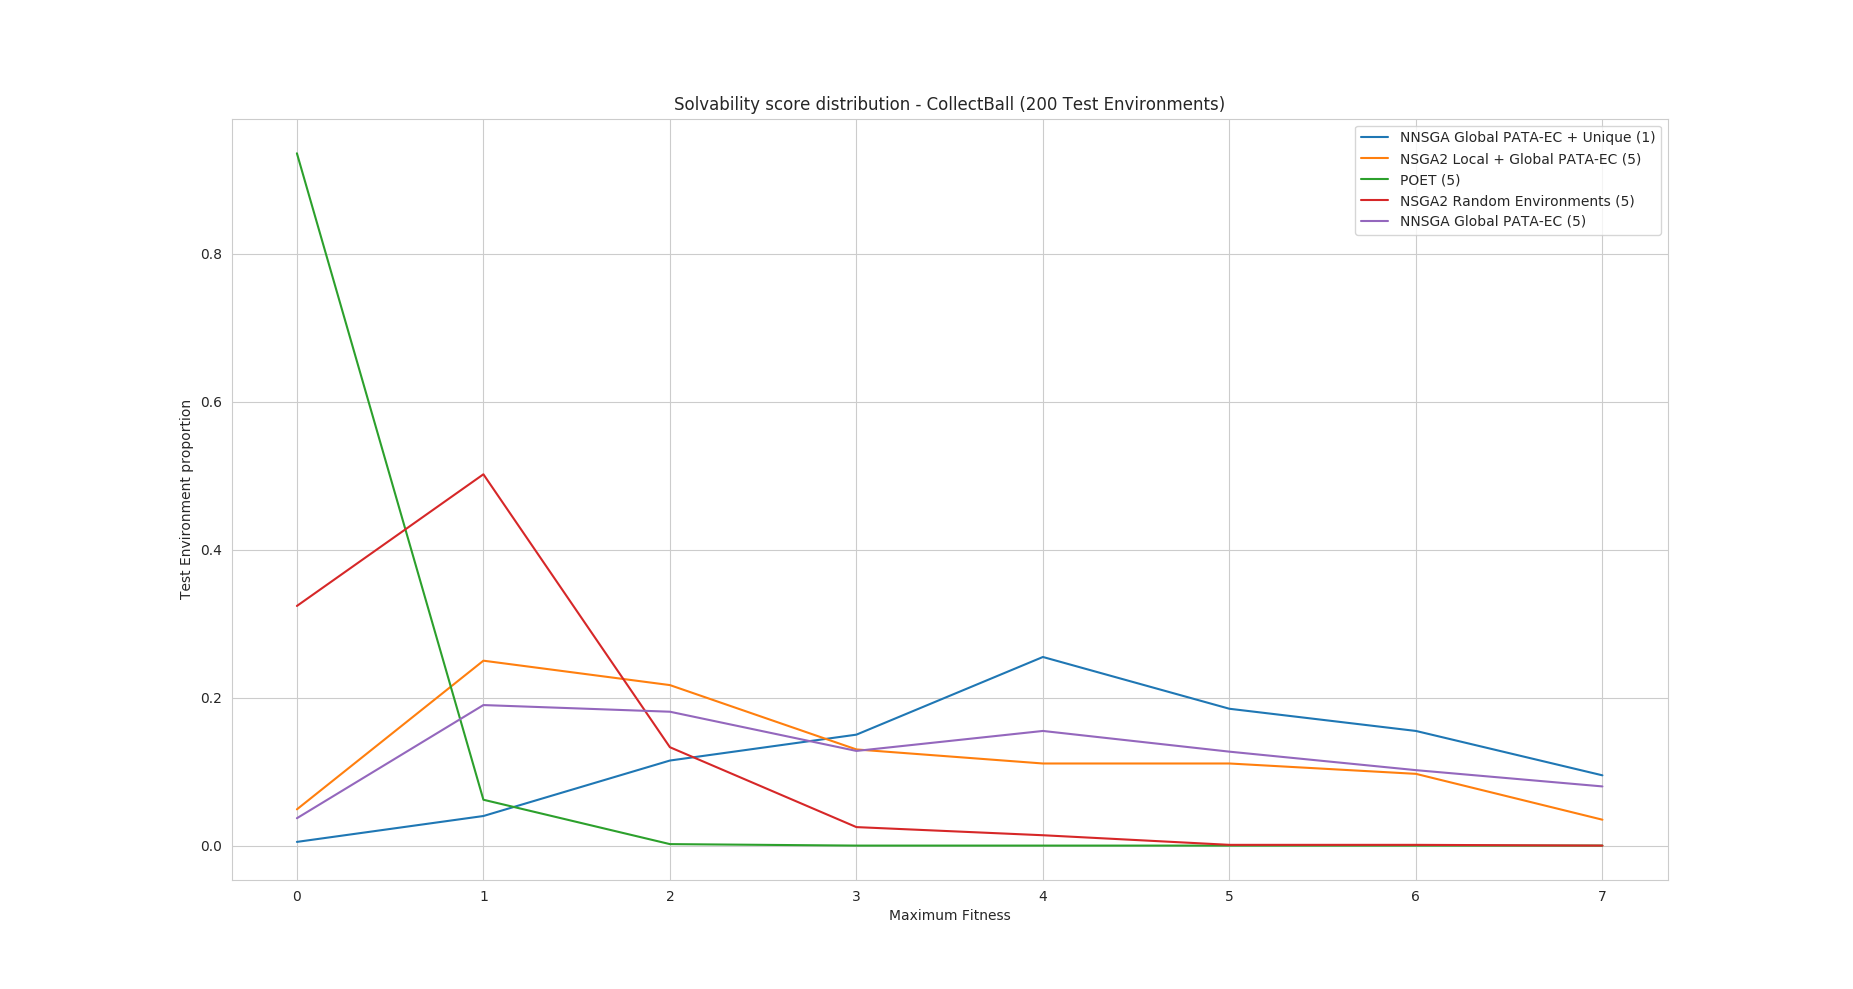 Solvability score distribution - CollectBall (200 Test Environments)
NNSGA Global PATA-EC + Unique (1)
NSGA2 Local + Global PATA-EC (5)
POET (5)
NSGA2 Random Environments (5)
NNSGA Global PATA-EC (5)
Test Environment proportion
0.8
0.6
0.4
0.2
0.0
0 1 2 3 4 5 6 7
Maximum Fitness